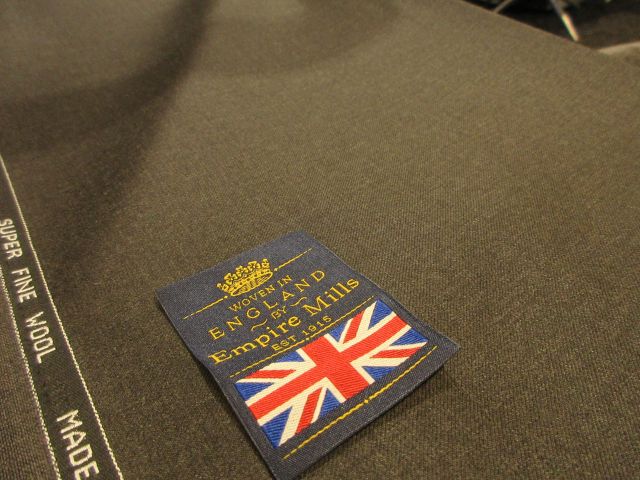 SUPER FINE WOOL MADE
WOVEN IN
ENGLAND
~BY~
Empire Mills
EST 1915